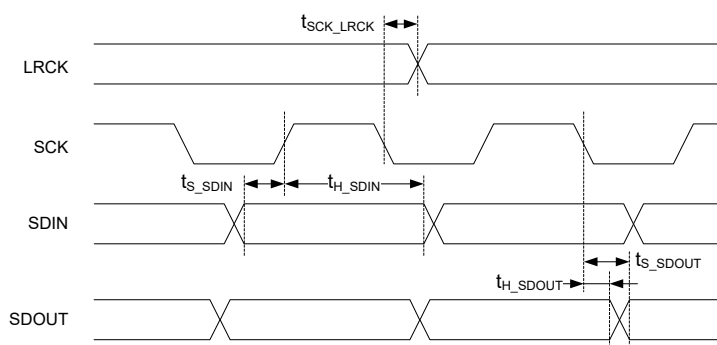 tSCK_LRCK
LRCK
SCK
tS_SDIN tH_SDIN
SDIN
tS_SDOUT
tH_SDOUT
SDOUT